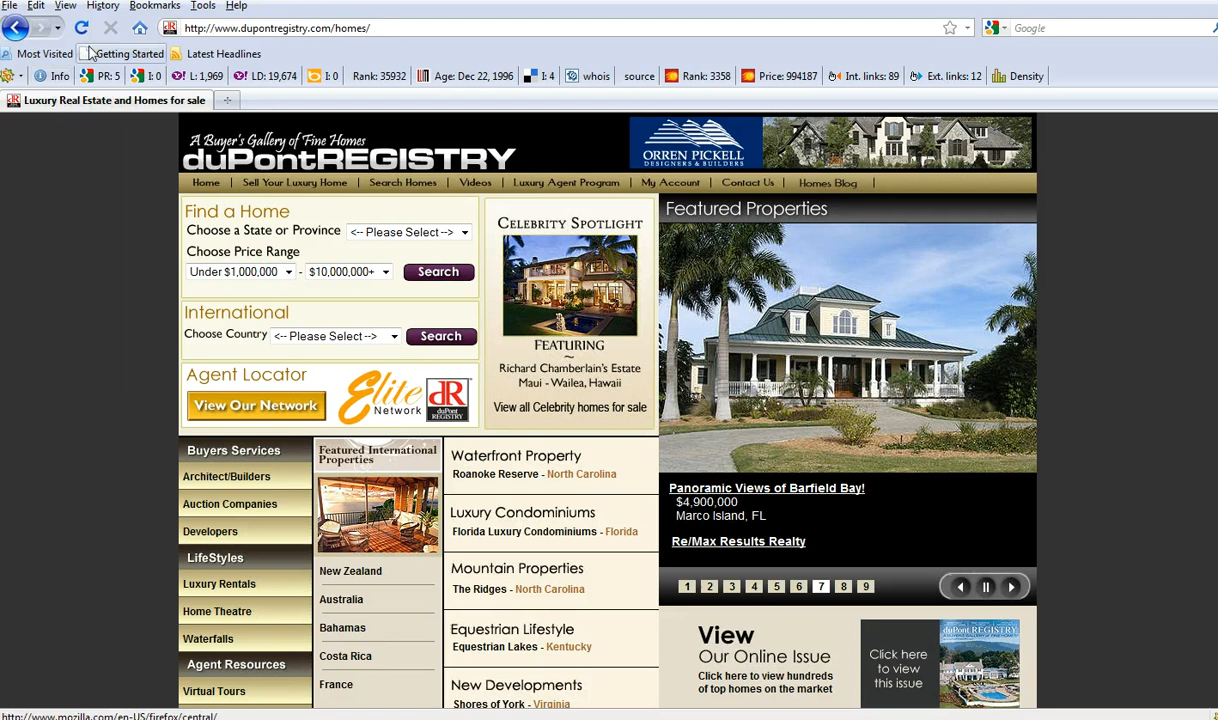 File Edit View History Bookmarks Tools Help
http://www.dupontregistry.com/homes/
Google
Most Visited Getting Started Latest Headlines
Info PR: 5 I: 0 L: 1,969 LD: 19,674 I: 0 Rank: 35932 Age: Dec 22, 1996 I: 4 whois source Rank: 3358 Price: 994187 Int. links: 89 Ext. links: 12 Density
Luxury Real Estate and Homes for sale
A Buyer's Gallery of Fine Homes
duPontREGISTRY
ORREN PICKELL
DESIGNERS & BUILDERS
Home | Sell Your Luxury Home | Search Homes | Videos | Luxury Agent Program | My Account | Contact Us | Homes Blog |
Find a Home
Choose a State or Province <-- Please Select -->
Choose Price Range
Under $1,000,000 - $10,000,000+ Search
International
Choose Country <-- Please Select --> Search
Agent Locator
View Our Network
Elite
Network
dR
duPont
REGISTRY
CELEBRITY SPOTLIGHT
FEATURING
~
Richard Chamberlain's Estate
Maui - Wailea, Hawaii
View all Celebrity homes for sale
Featured Properties
Panoramic Views of Barfield Bay!
$4,900,000
Marco Island, FL
Re/Max Results Realty
1 2 3 4 5 6 7 8 9
Buyers Services
Architect/Builders
Auction Companies
Developers
LifeStyles
Luxury Rentals
Home Theatre
Waterfalls
Agent Resources
Virtual Tours
Featured International
Properties
New Zealand
Australia
Bahamas
Costa Rica
France
Waterfront Property
Roanoke Reserve - North Carolina
Luxury Condominiums
Florida Luxury Condominiums - Florida
Mountain Properties
The Ridges - North Carolina
Equestrian Lifestyle
Equestrian Lakes - Kentucky
New Developments
Shores of York - Virginia
View
Our Online Issue
Click here to view hundreds
of top homes on the market
Click here
to view
this issue
duPont REGISTRY
http://www.mozilla.com/en-US/firefox/central/